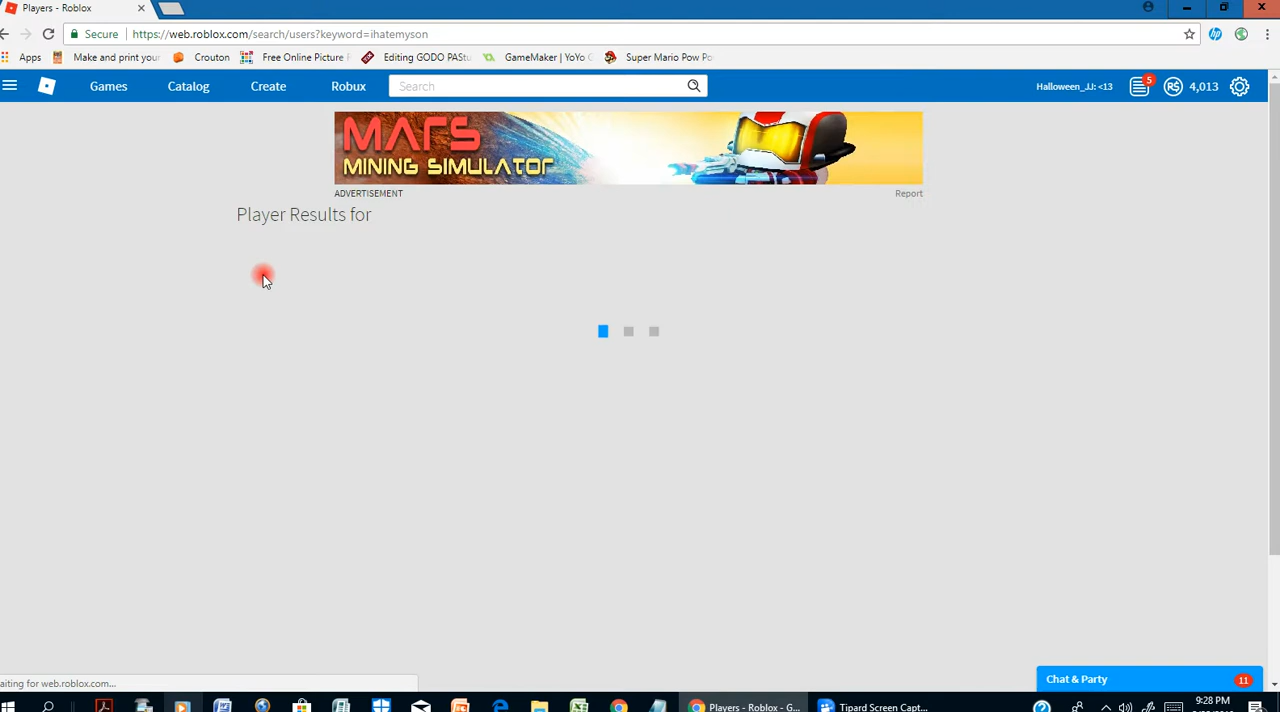 Players - Roblox
Secure https://web.roblox.com/search/users?keyword=ihatemyson
Apps Make and print your Crouton Free Online Picture Editing GODO PAStu GameMaker | YoYo G Super Mario Pow Po
Games Catalog Create Robux Search Halloween_JJ: <13 5 R$ 4,013
MARS
MINING SIMULATOR
ADVERTISEMENT Report
Player Results for
aiting for web.roblox.com...
Chat & Party 11
Players - Roblox - G... Tipard Screen Capt... 9:28 PM